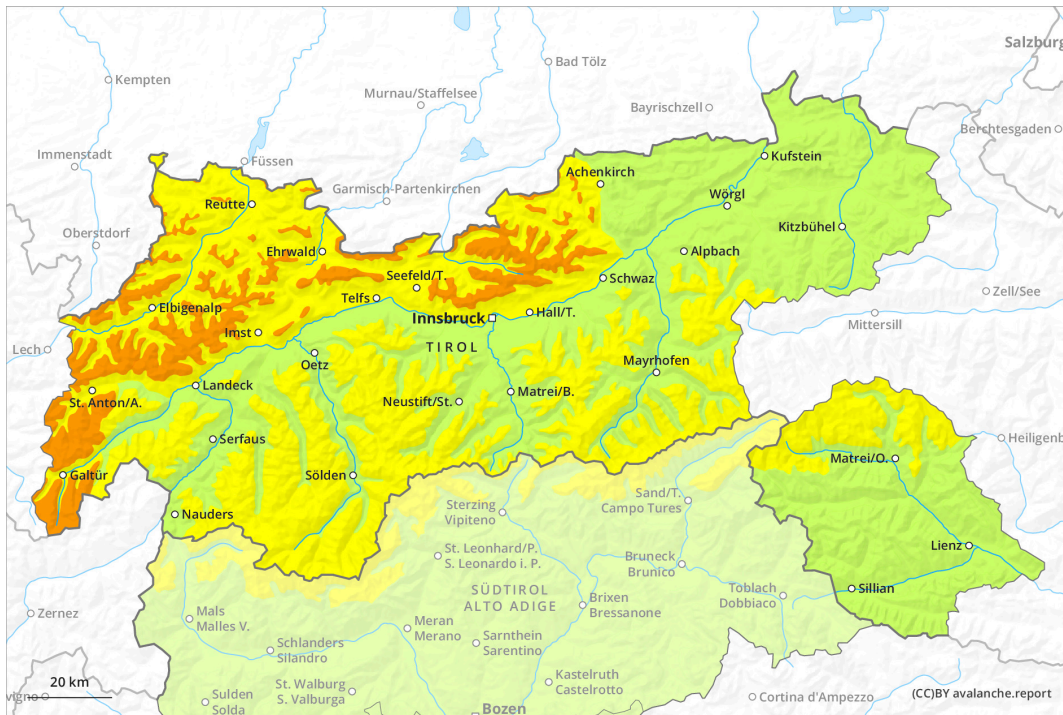 Salzburg
Bad Tölz
Kempten
Murnau/Staffelsee
Bayrischzell
Berchtesgaden
Immenstadt
Füssen
Kufstein
Achenkirch
Garmisch-Partenkirchen
Wörgl
Reutte
Kitzbühel
Oberstdorf
Ehrwald
Alpbach
Seefeld/T.
Schwaz
Zell/See
Telfs
Elbigenalp
Innsbruck
Hall/T.
Mittersill
Imst
Lech
TIROL
Mayrhofen
Oetz
Landeck
Matrei/B.
St. Anton/A.
Neustift/St.
Serfaus
Heiligenb
Matrei/O.
Galtür
Sölden
Sand/T.
Campo Tures
Sterzing
Vipiteno
Nauders
Lienz
St. Leonhard/P.
S. Leonardo i. P.
Bruneck
Brunico
Toblach
Dobbiaco
Sillian
SÜDTIROL
ALTO ADIGE
Brixen
Bressanone
Zernez
Mals
Malles V.
Meran
Merano
Sarnthein
Sarentino
Schlanders
Silandro
Kastelruth
Castelrotto
20 km
St. Walburg
S. Valburga
vigno
Sulden
Solda
Cortina d'Ampezzo
(CC)BY avalanche.report
Bozen